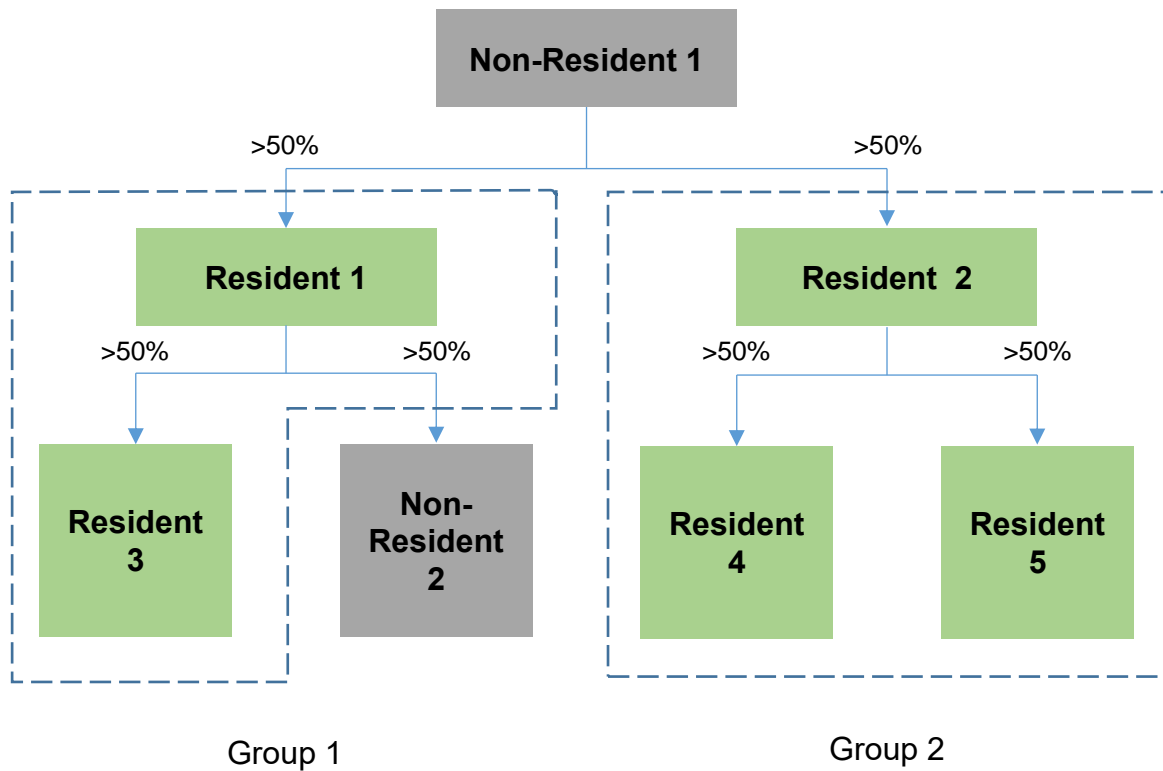 Non-Resident 1
>50%
>50%
Resident 1
Resident 2
>50%
>50%
>50%
>50%
Resident
3
Non-
Resident
2
Resident
4
Resident
5
Group 1
Group 2